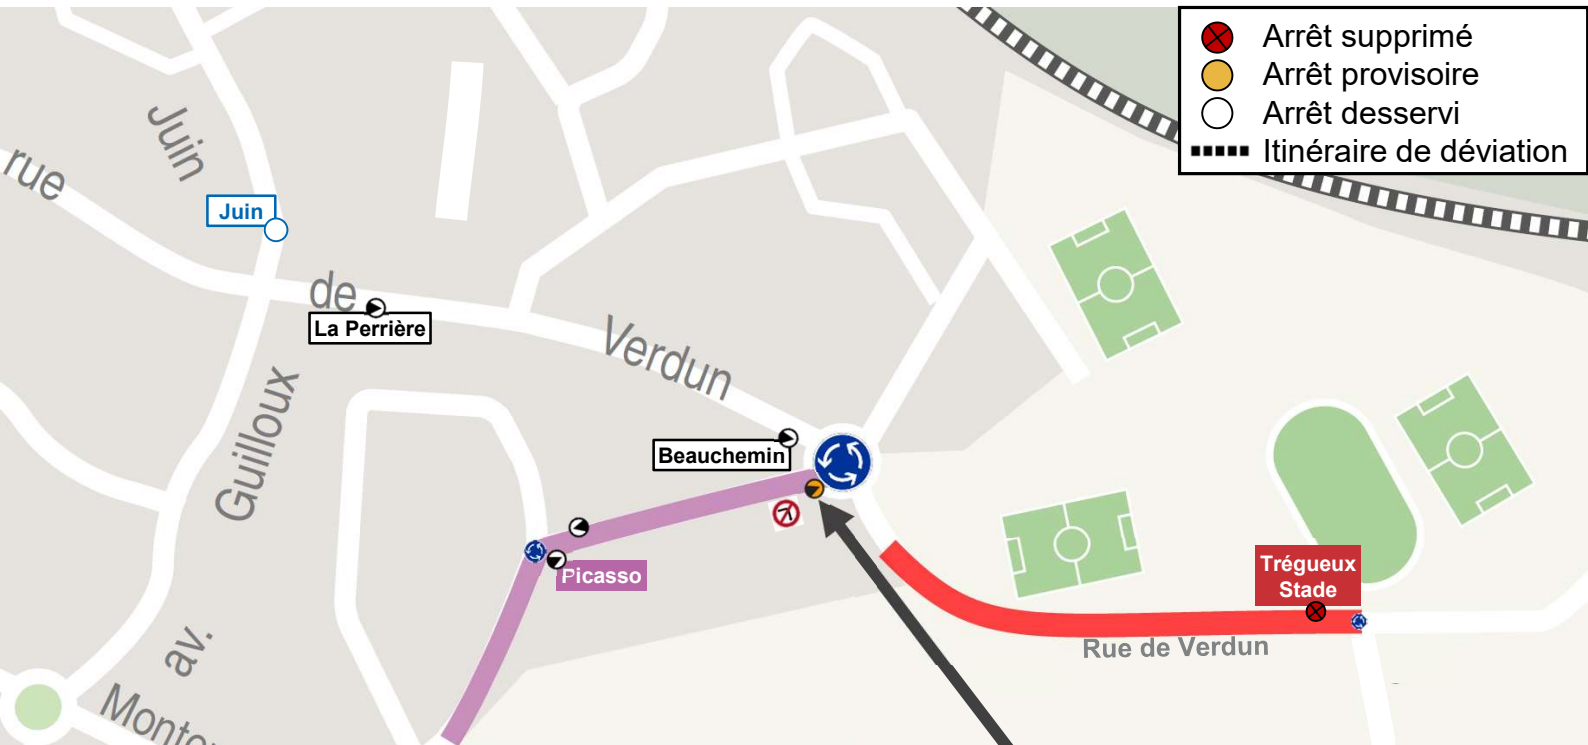 Arrêt supprimé
Arrêt provisoire
Arrêt desservi
Itinéraire de déviation
Juin
rue
Juin
de
La Perrière
Verdun
Guilloux
Beauchemin
Picasso
Trégueux
Stade
Rue de Verdun
av.